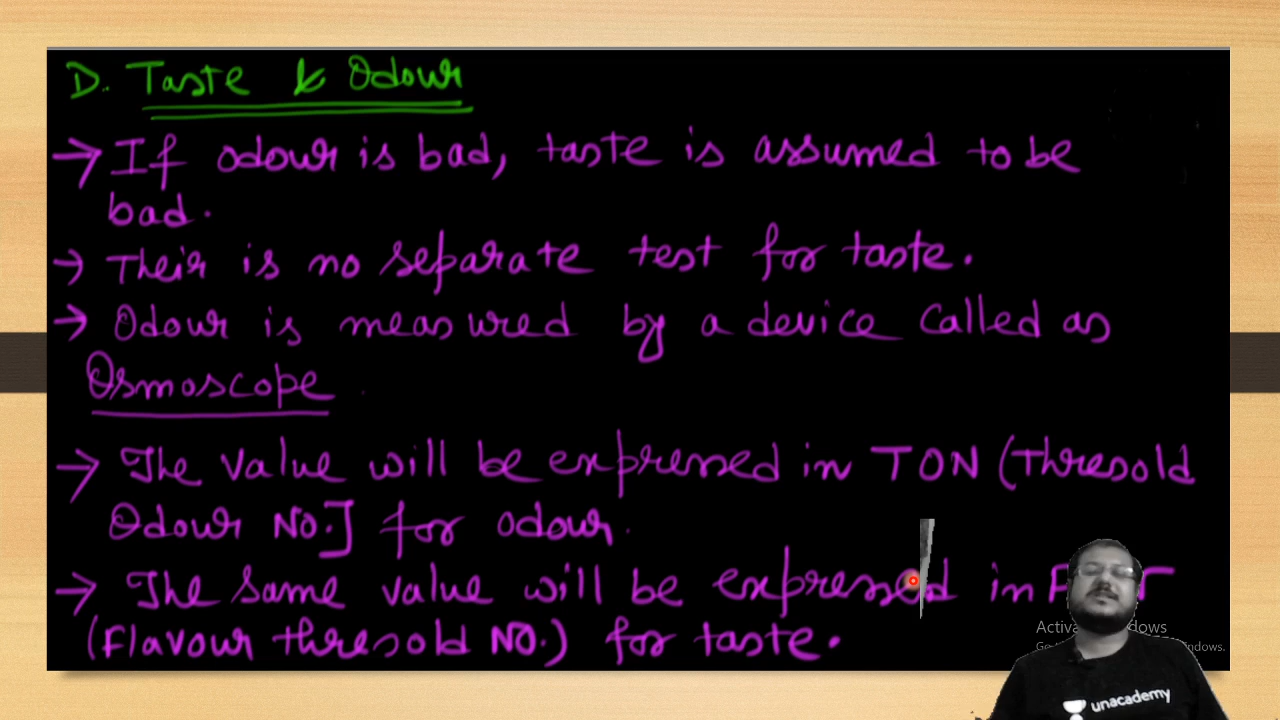 D. Taste & Odour
→ If odour is bad, taste is assumed to be
bad.
→ Their is no separate test for taste.
→ Odour is measured by a device called as
Osmoscope.
→ The value will be expressed in TON (Thresold
Odour No.] for odour.
→ The same value will be expressed in
(Flavour thresold NO.) for taste.
unacademy